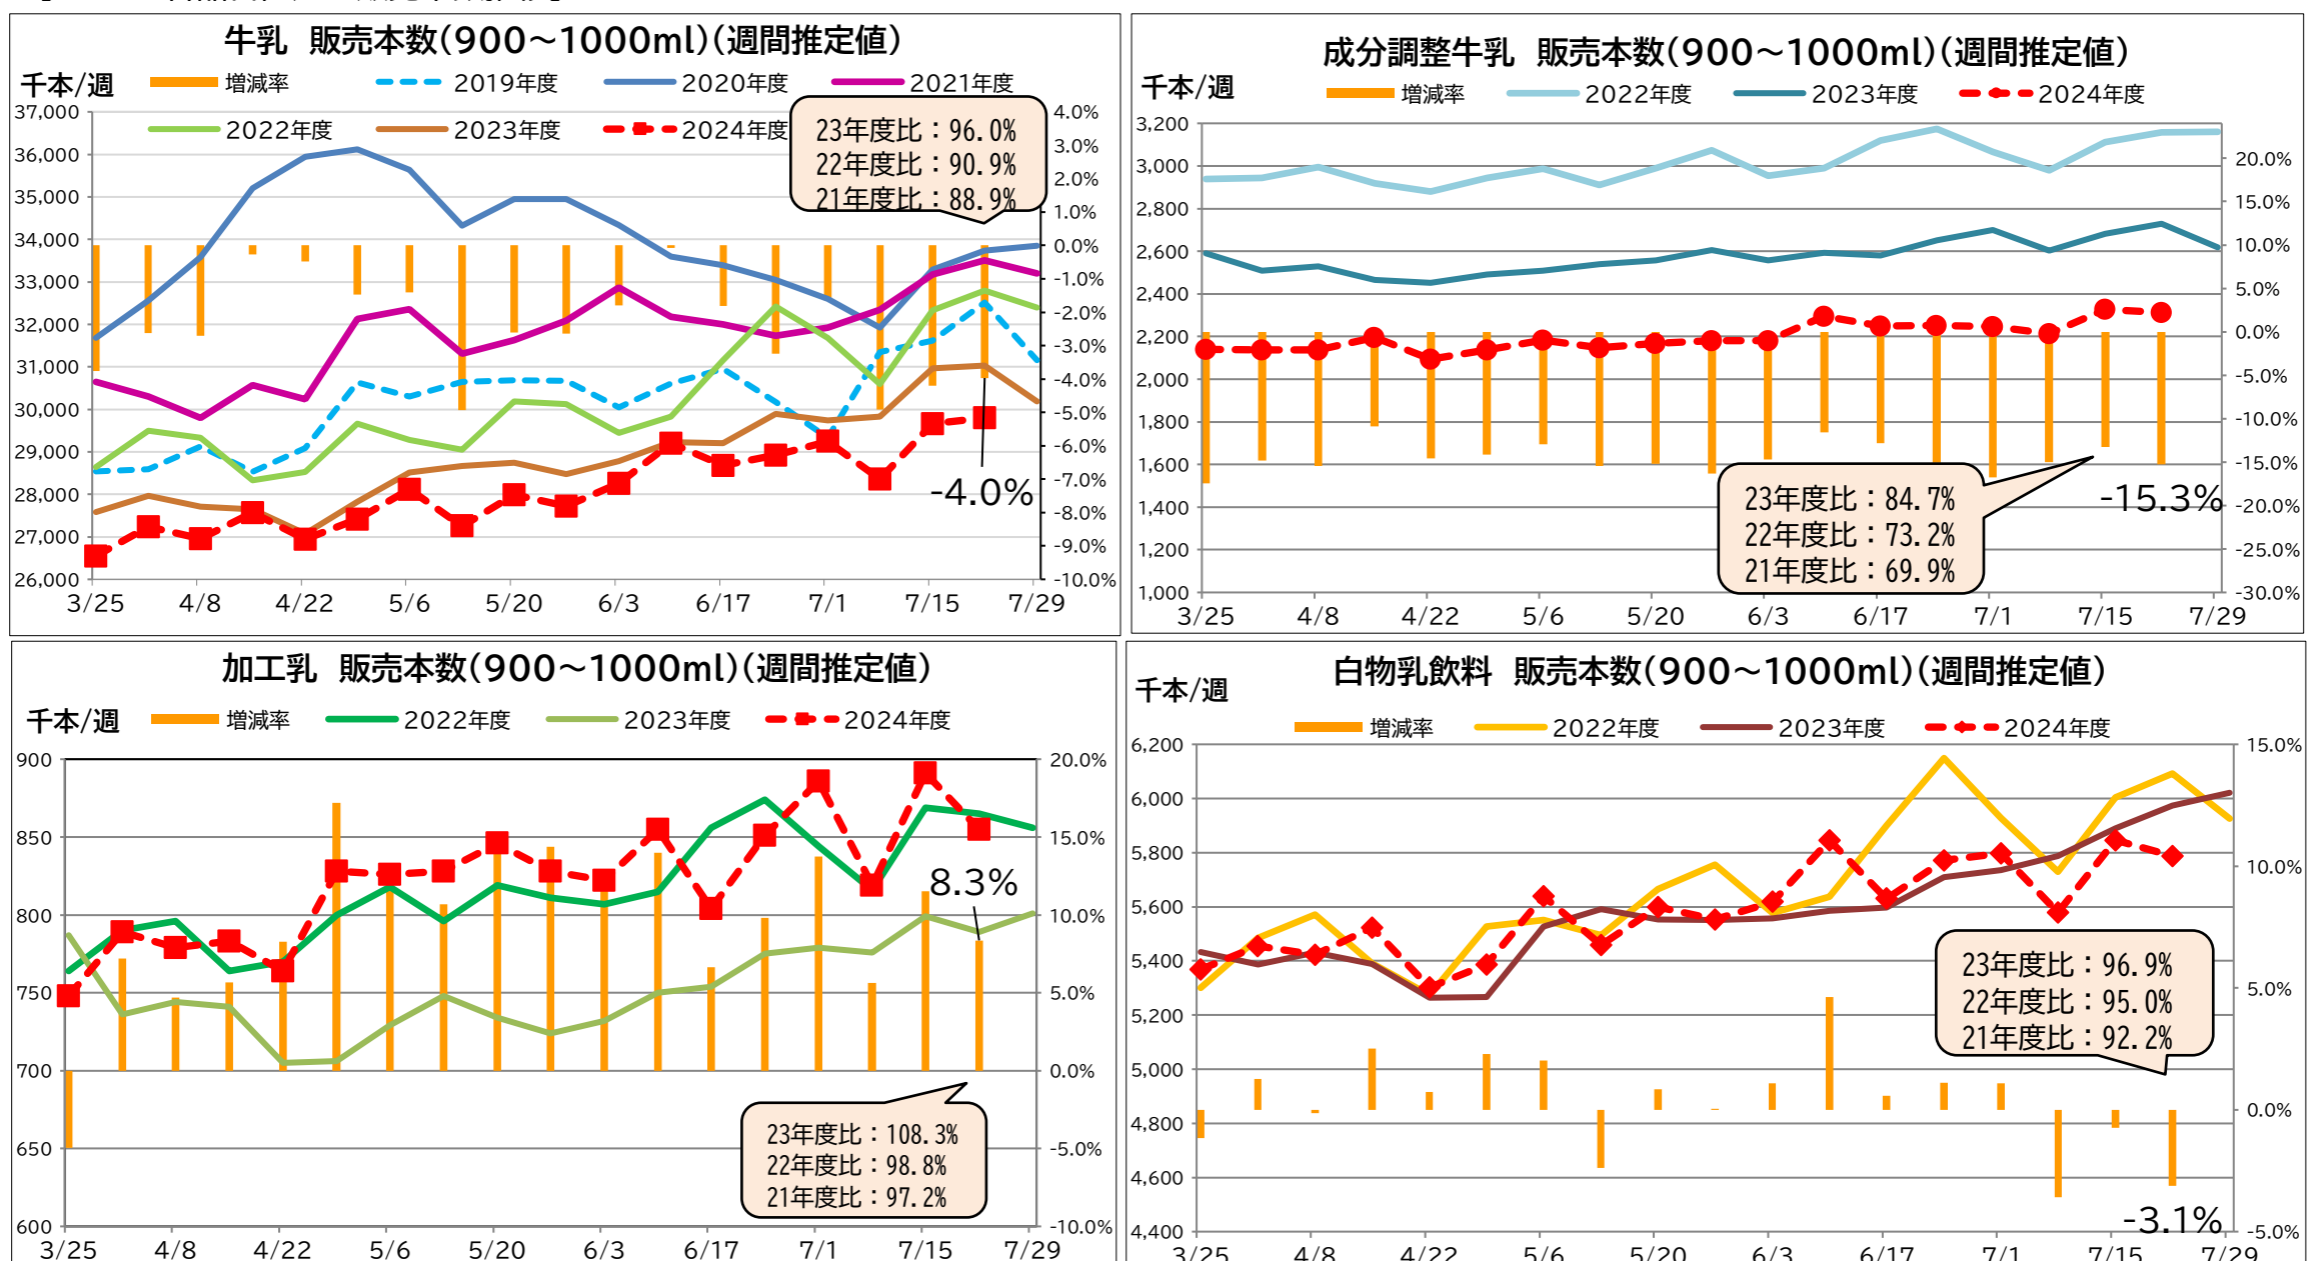 牛乳 販売本数(900～1000ml)(週間推定値)
千本/週
増減率
2019年度
2020年度
2021年度
2022年度
2023年度
2024年度
23年度比：96.0%
22年度比：90.9%
21年度比：88.9%
37,000
36,000
35,000
34,000
33,000
32,000
31,000
30,000
29,000
28,000
27,000
26,000
4.0%
3.0%
2.0%
1.0%
0.0%
-1.0%
-2.0%
-3.0%
-4.0%
-5.0%
-6.0%
-7.0%
-8.0%
-9.0%
-10.0%
-4.0%
3/25 4/8 4/22 5/6 5/20 6/3 6/17 7/1 7/15 7/29
成分調整牛乳 販売本数(900～1000ml)(週間推定値)
千本/週
増減率
2022年度
2023年度
2024年度
3,200
3,000
2,800
2,600
2,400
2,200
2,000
1,800
1,600
1,400
1,200
1,000
20.0%
15.0%
10.0%
5.0%
0.0%
-5.0%
-10.0%
-15.0%
-20.0%
-25.0%
-30.0%
23年度比：84.7%
22年度比：73.2%
21年度比：69.9%
-15.3%
3/25 4/8 4/22 5/6 5/20 6/3 6/17 7/1 7/15 7/29
加工乳 販売本数(900～1000ml)(週間推定値)
千本/週
増減率
2022年度
2023年度
2024年度
900
850
800
750
700
650
600
20.0%
15.0%
10.0%
5.0%
0.0%
-5.0%
-10.0%
8.3%
23年度比：108.3%
22年度比：98.8%
21年度比：97.2%
3/25 4/8 4/22 5/6 5/20 6/3 6/17 7/1 7/15 7/29
白物乳飲料 販売本数(900～1000ml)(週間推定値)
千本/週
増減率
2022年度
2023年度
2024年度
6,200
6,000
5,800
5,600
5,400
5,200
5,000
4,800
4,600
4,400
15.0%
10.0%
5.0%
0.0%
-5.0%
23年度比：96.9%
22年度比：95.0%
21年度比：92.2%
-3.1%
3/25 4/8 4/22 5/6 5/20 6/3 6/17 7/1 7/15 7/29